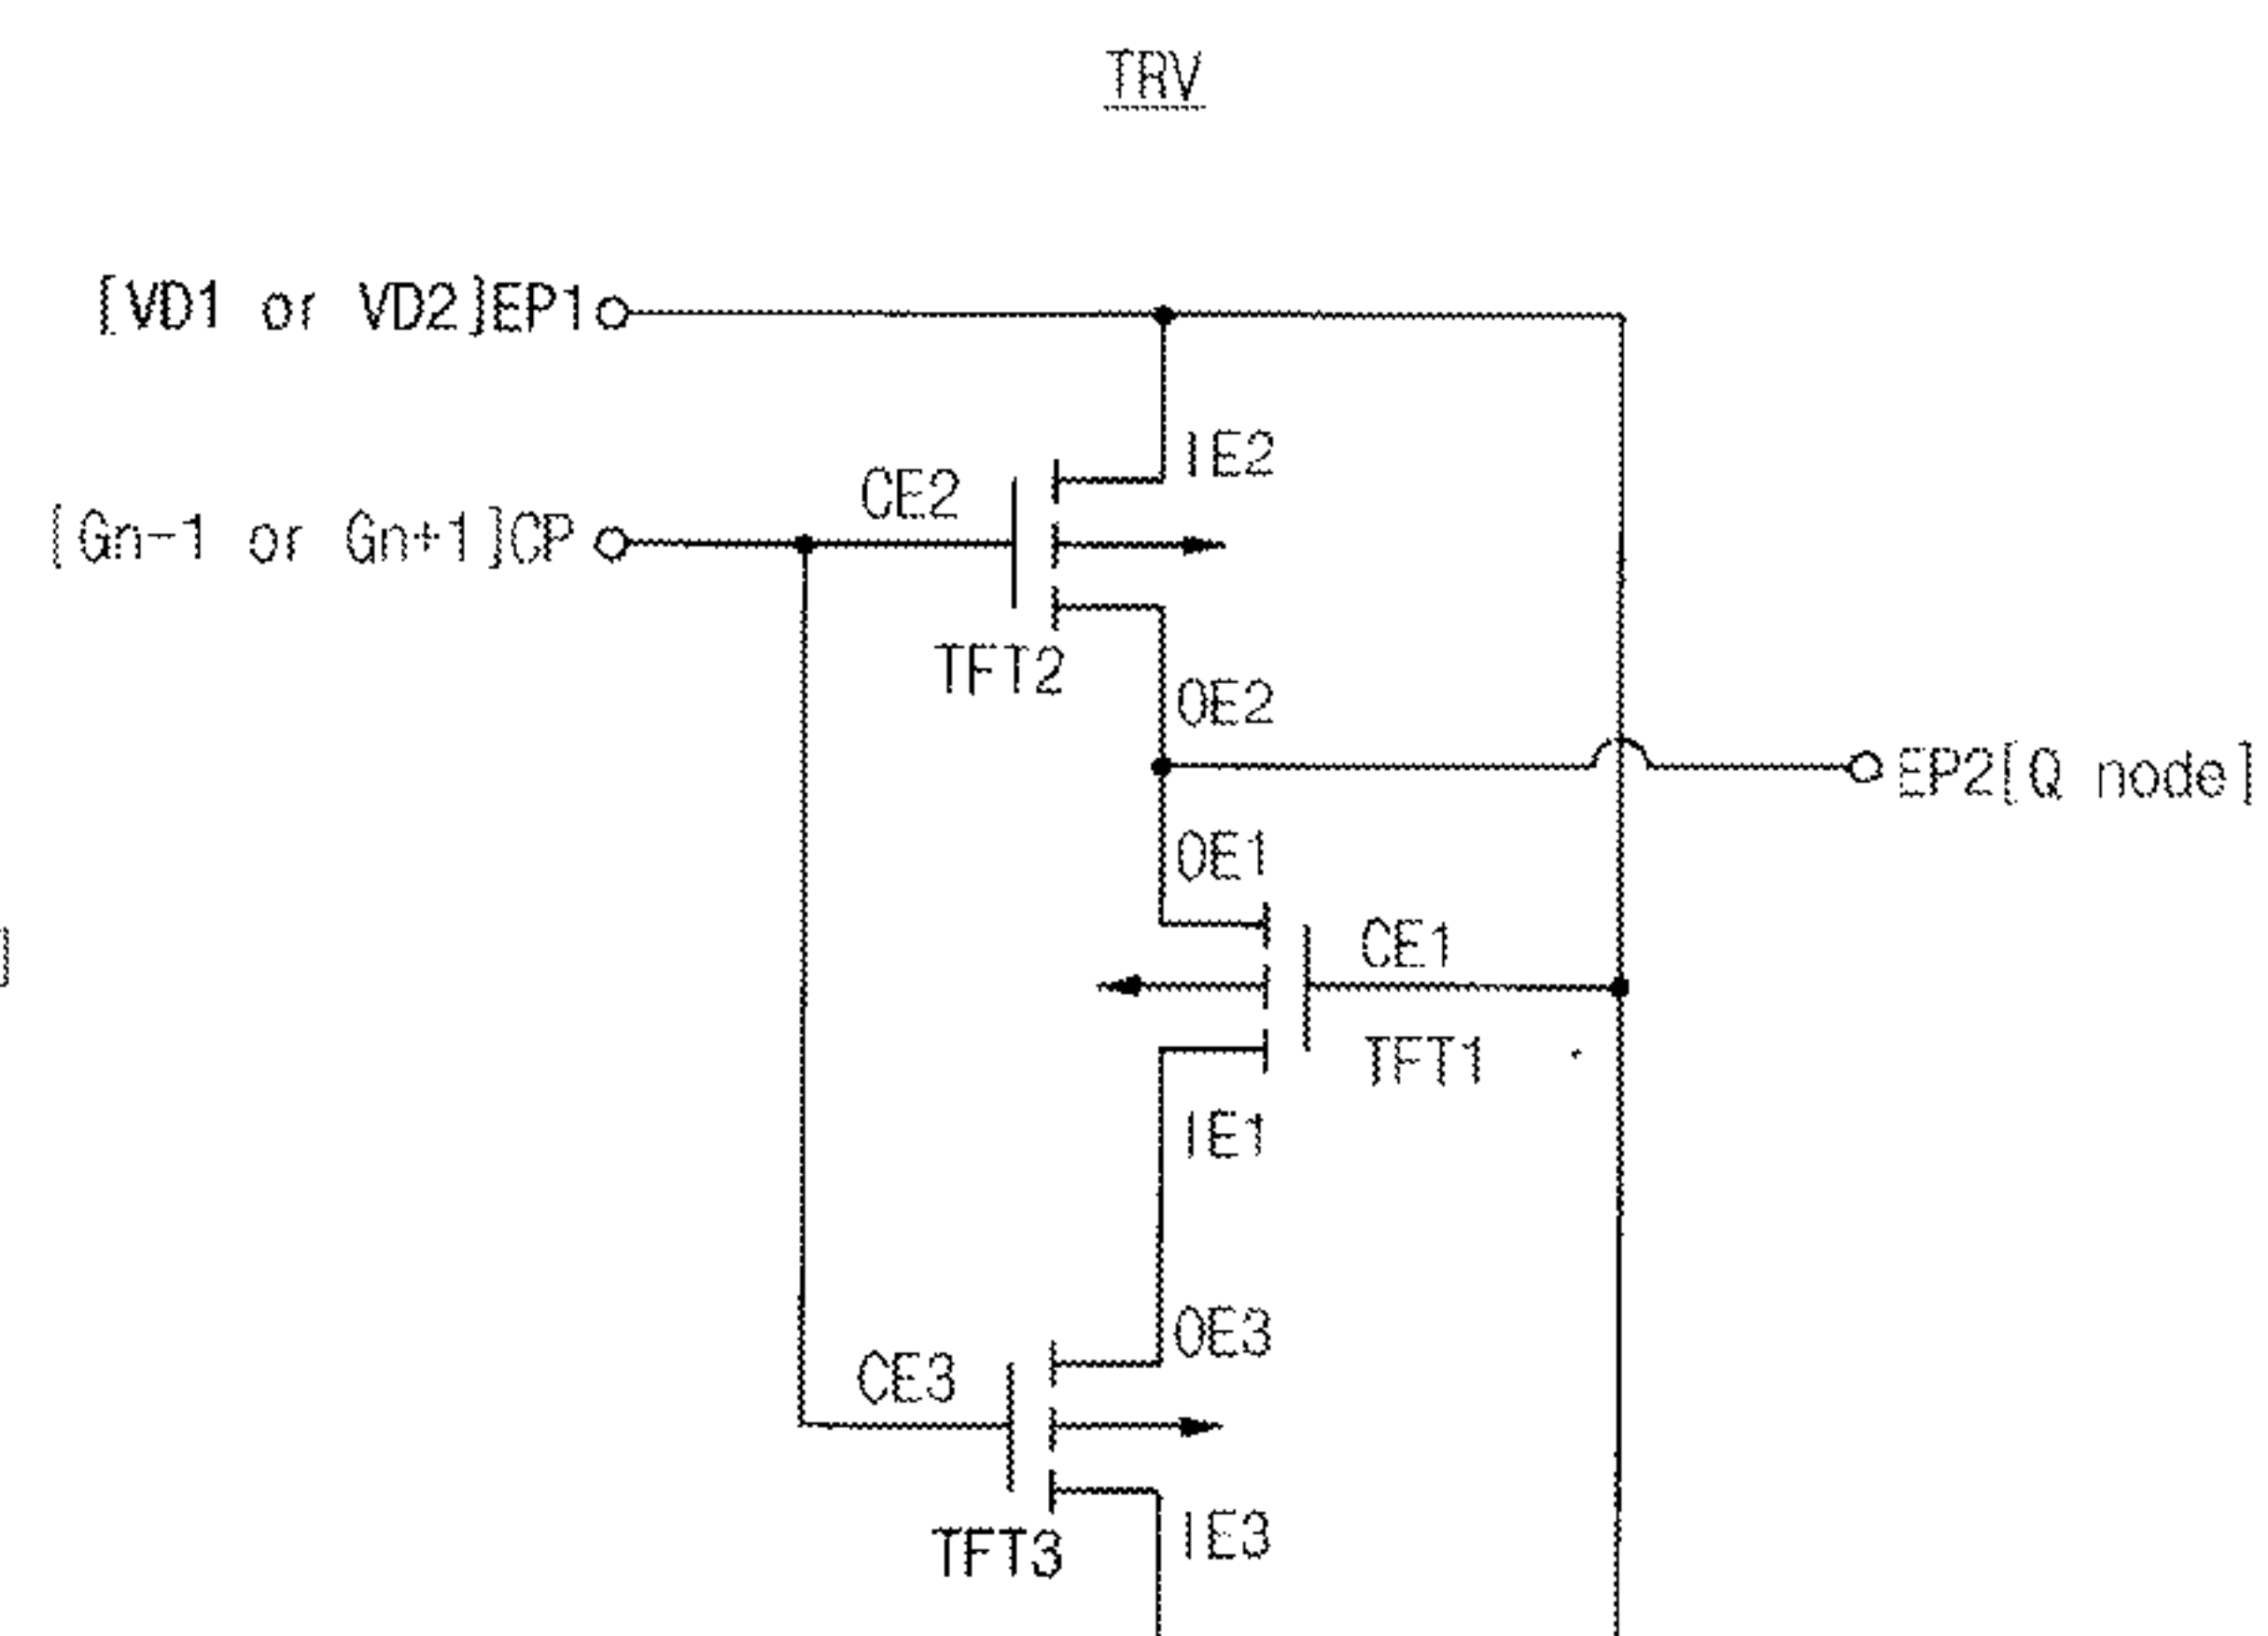 TRV
[VD1 or VD2]EP1
IE2
CE2
[Gn-1 or Gn+1]CP
TFT2
OE2
EP2[Q node]
OE1
CE1
TFT1
IE1
OE3
CE3
IE3
TFT3